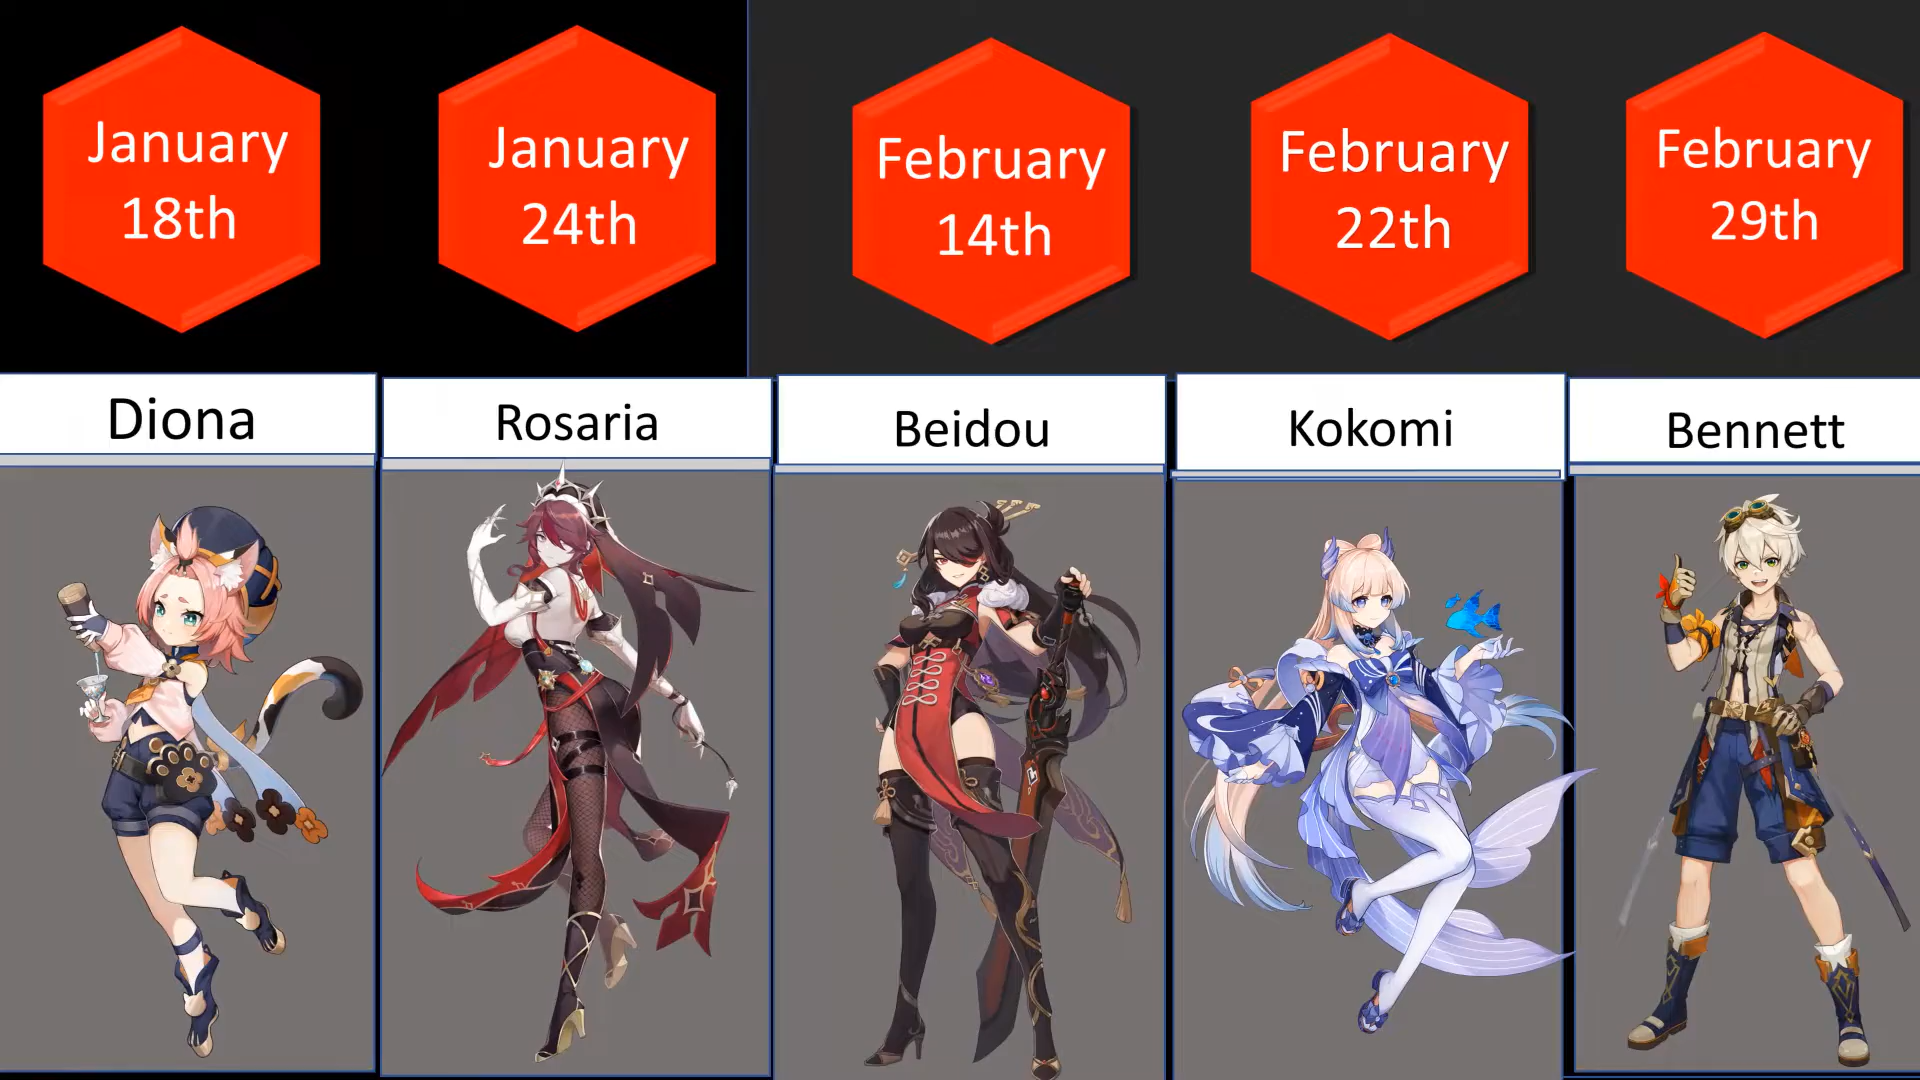 January
18th
January
24th
February
14th
February
22th
February
29th
Diona
Rosaria
Beidou
Kokomi
Bennett